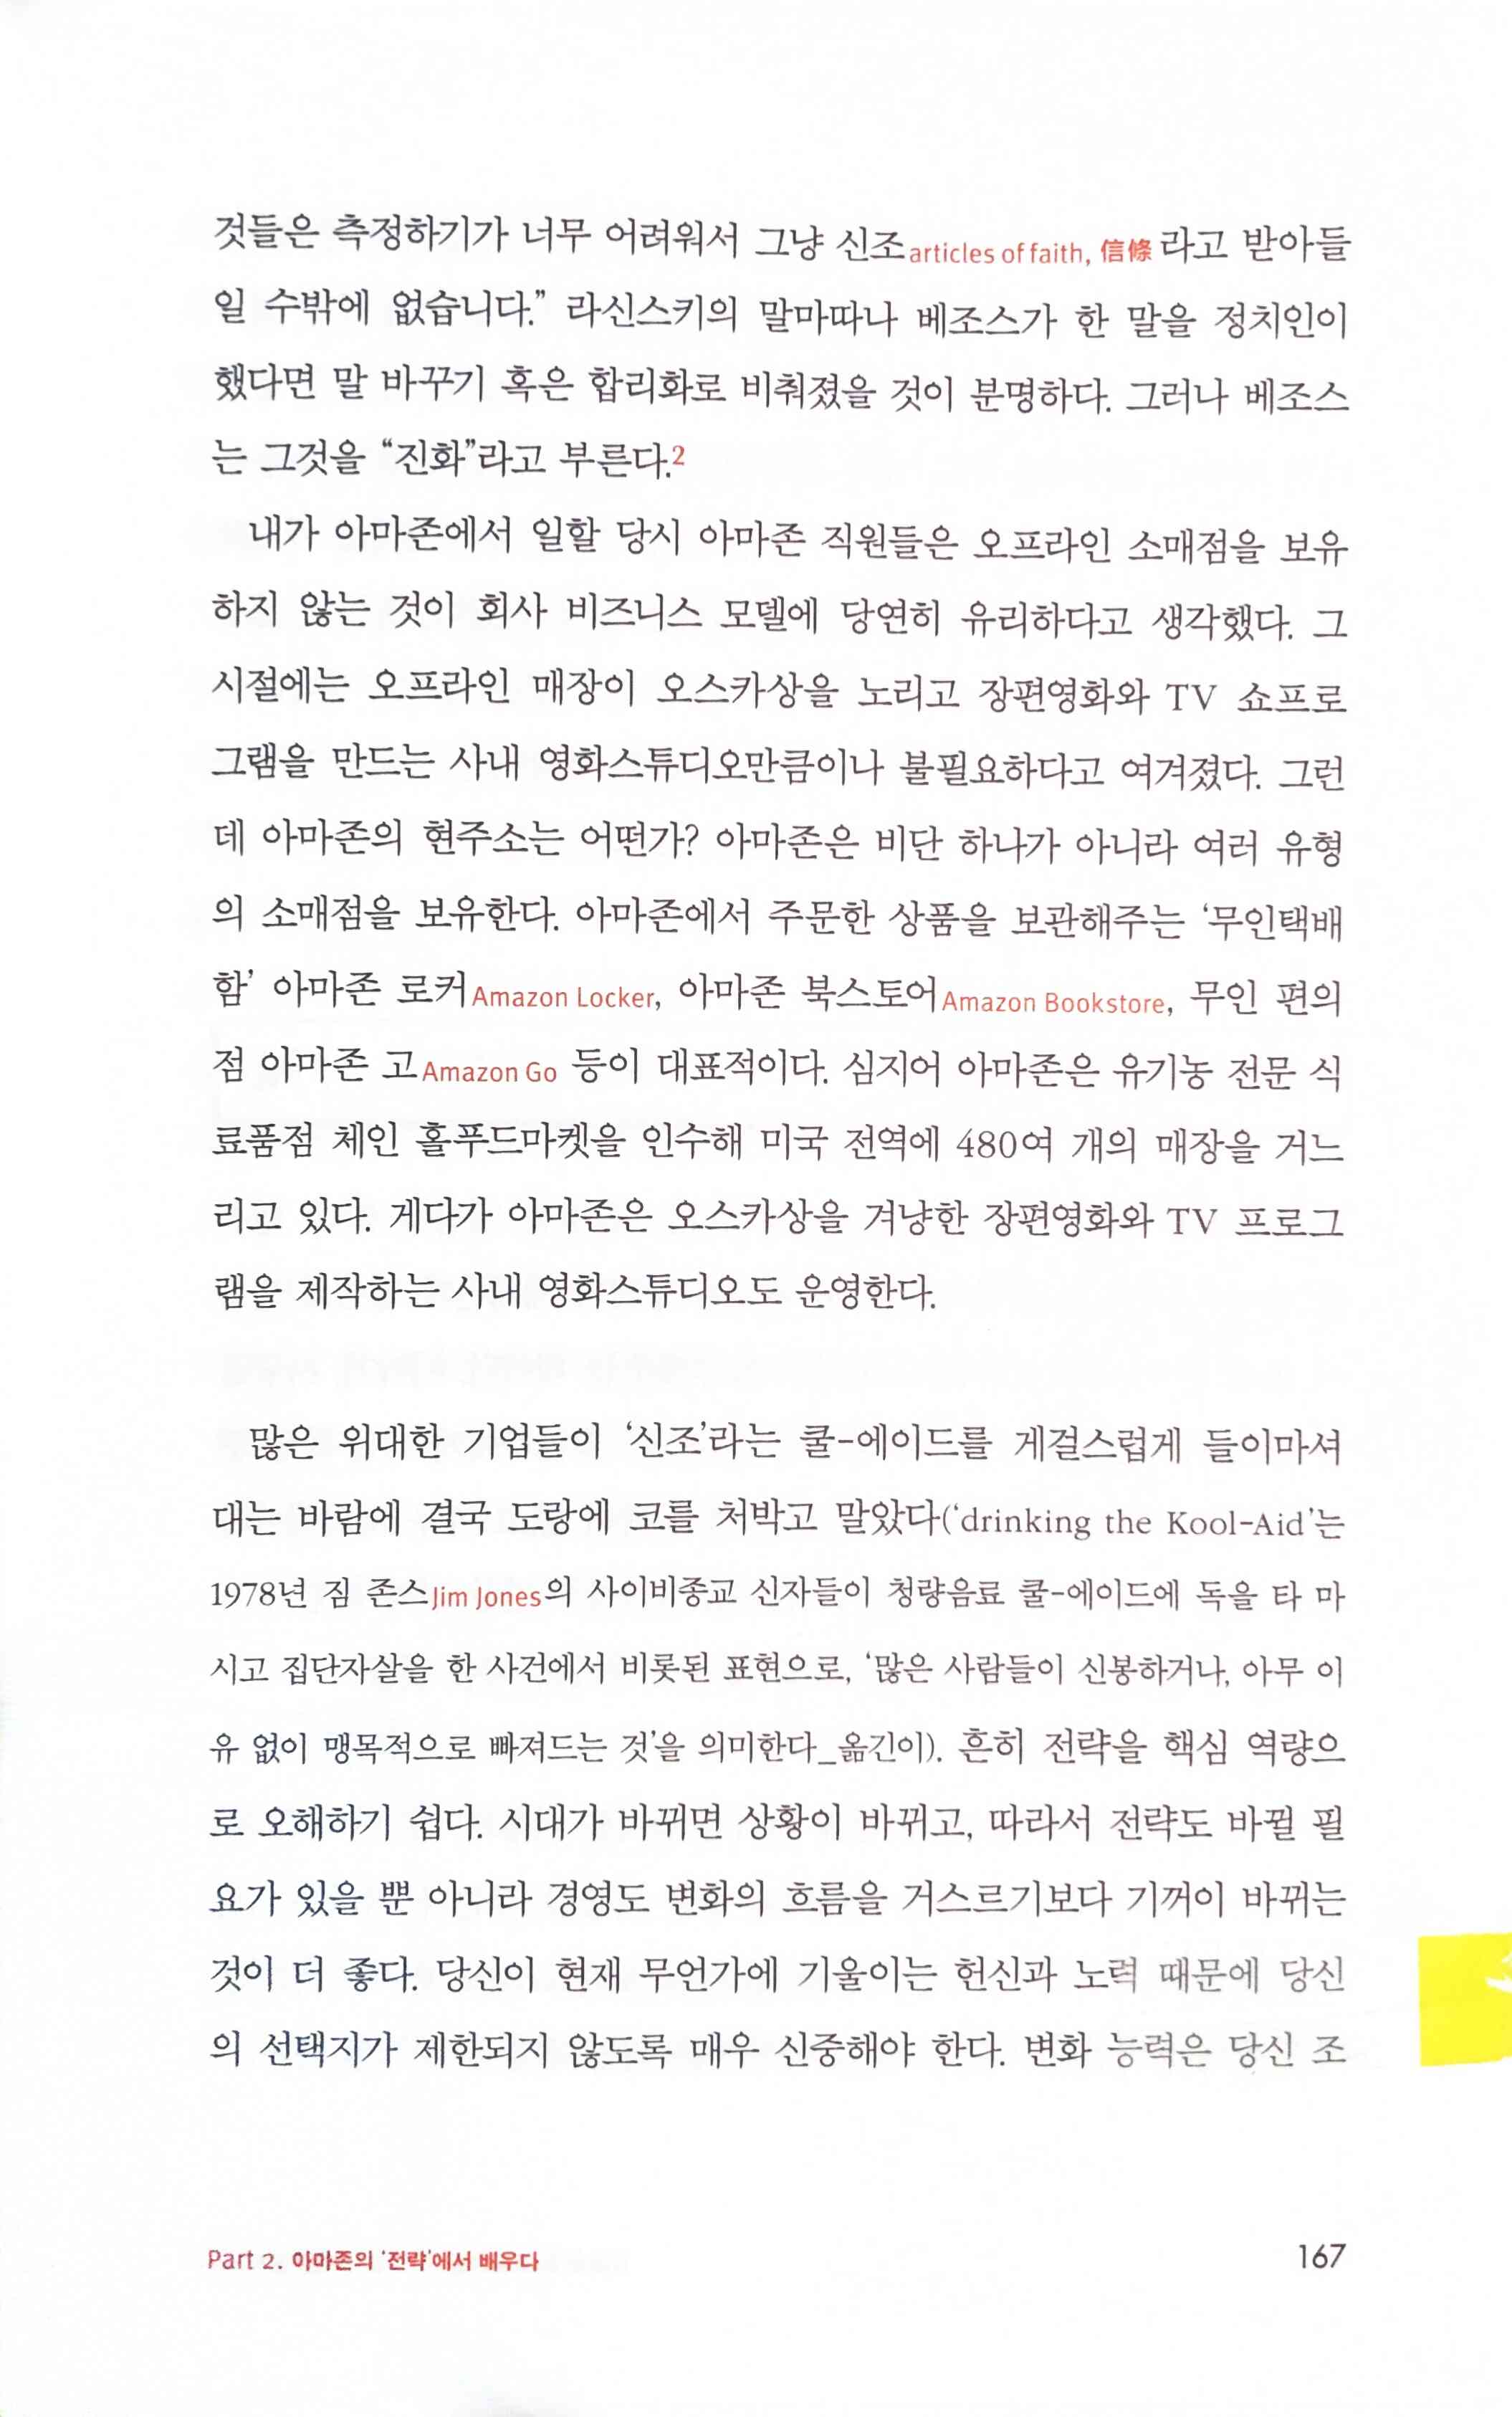 것들은 측정하기가 너무 어려워서 그냥 신조articles of faith, 信條라고 받아들
일 수밖에 없습니다.” 라신스키의 말마따나 베조스가 한 말을 정치인이
했다면 말 바꾸기 혹은 합리화로 비춰졌을 것이 분명하다. 그러나 베조스
는 그것을 “진화”라고 부른다.2
내가 아마존에서 일할 당시 아마존 직원들은 오프라인 소매점을 보유
하지 않는 것이 회사 비즈니스 모델에 당연히 유리하다고 생각했다. 그
시절에는 오프라인 매장이 오스카상을 노리고 장편영화와 TV 쇼프로
그램을 만드는 사내 영화스튜디오만큼이나 불필요하다고 여겨졌다. 그런
데 아마존의 현주소는 어떤가? 아마존은 비단 하나가 아니라 여러 유형
의 소매점을 보유한다. 아마존에서 주문한 상품을 보관해주는 ‘무인택배
함’ 아마존 로커Amazon Locker, 아마존 북스토어Amazon Bookstore, 무인 편의
점 아마존 고Amazon Go 등이 대표적이다. 심지어 아마존은 유기농 전문 식
료품점 체인 홀푸드마켓을 인수해 미국 전역에 480여 개의 매장을 거느
리고 있다. 게다가 아마존은 오스카상을 겨냥한 장편영화와 TV 프로그
램을 제작하는 사내 영화스튜디오도 운영한다.
많은 위대한 기업들이 ‘신조’라는 쿨-에이드를 게걸스럽게 들이마셔
대는 바람에 결국 도랑에 코를 처박고 말았다(‘drinking the Kool-Aid’는
1978년 짐 존스Jim Jones의 사이비종교 신자들이 청량음료 쿨-에이드에 독을 타 마
시고 집단자살을 한 사건에서 비롯된 표현으로, ‘많은 사람들이 신봉하거나, 아무 이
유 없이 맹목적으로 빠져드는 것’을 의미한다_옮긴이). 흔히 전략을 핵심 역량으
로 오해하기 쉽다. 시대가 바뀌면 상황이 바뀌고, 따라서 전략도 바뀔 필
요가 있을 뿐 아니라 경영도 변화의 흐름을 거스르기보다 기꺼이 바뀌는
것이 더 좋다. 당신이 현재 무언가에 기울이는 헌신과 노력 때문에 당신
의 선택지가 제한되지 않도록 매우 신중해야 한다. 변화 능력은 당신 조
Part 2. 아마존의 ‘전략’에서 배우다
167